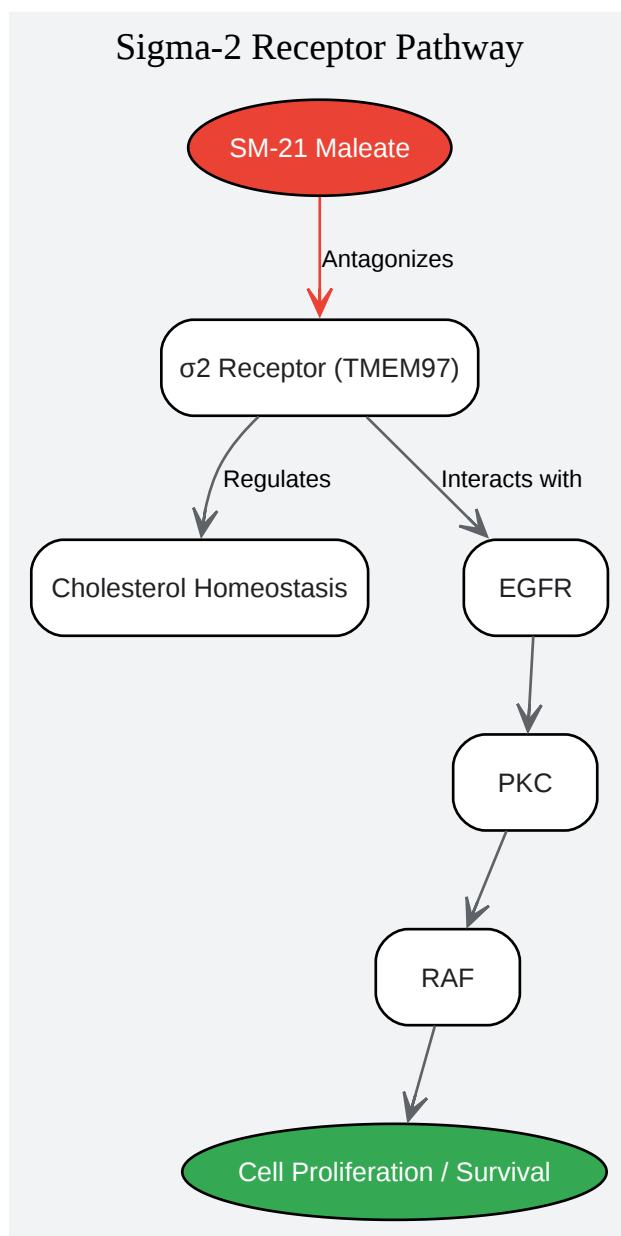 Sigma-2 Receptor Pathway
SM-21 Maleate
Antagonizes
σ2 Receptor (TMEM97)
Regulates
Interacts with
Cholesterol Homeostasis
EGFR
PKC
RAF
Cell Proliferation / Survival